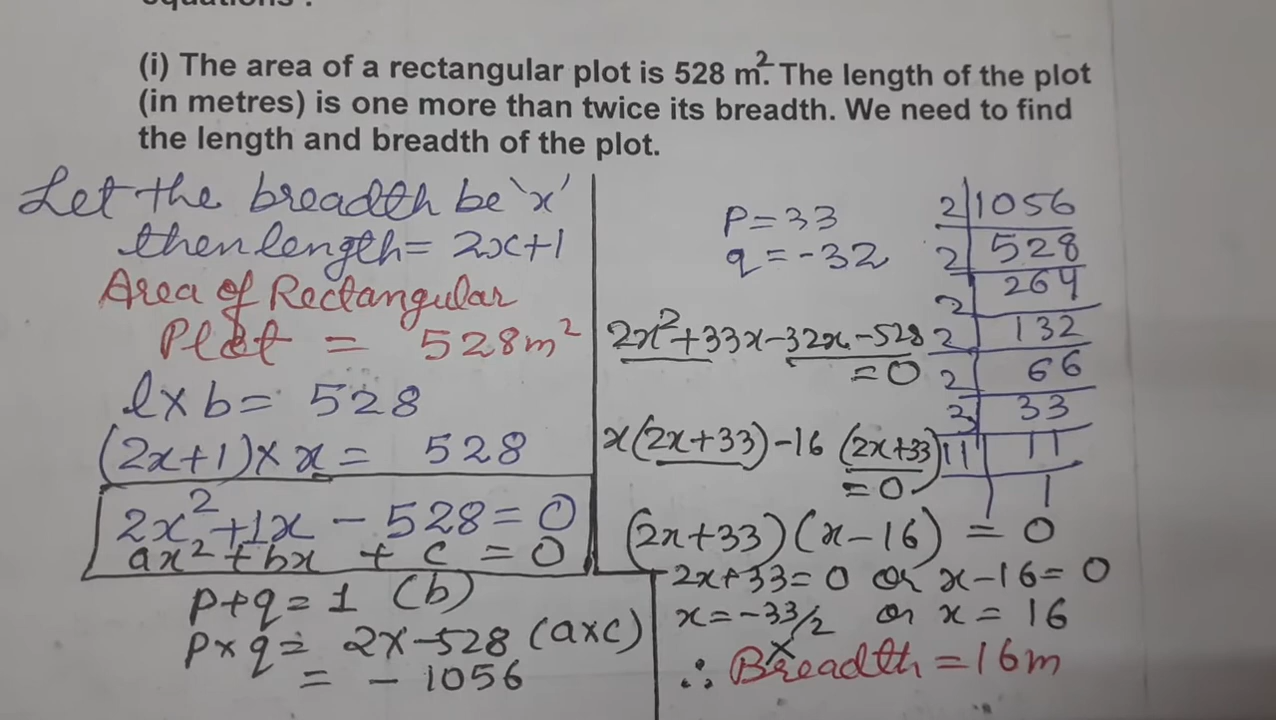 equations :
(i) The area of a rectangular plot is 528 m². The length of the plot
(in metres) is one more than twice its breadth. We need to find
the length and breadth of the plot.
Let the breadth be 'x'
then length = 2x+1
Area of Rectangular
Plot = 528m²
l x b = 528
(2x+1) x x = 528
2x² + 1x - 528 = 0
ax² + bx + c = 0
p+q = 1 (b)
p x q = 2x-528 (axc)
= - 1056
p = 33
q = -32
2x²+33x-32x-528
= 0
x(2x+33)-16 (2x+33)
= 0
(2x+33)(x-16) = 0
2x+33=0 or x-16=0
x=-33/2 or x = 16
x
∴ Breadth = 16m
2 1056
2 528
2 264
2 132
2 66
3 33
11 11
1